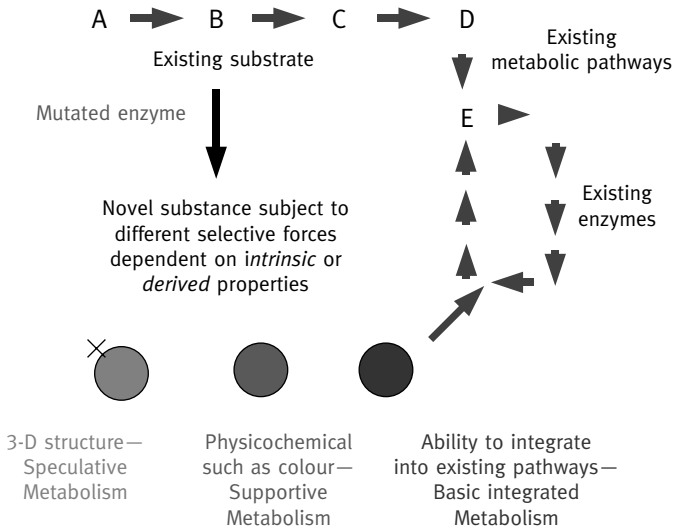 A B C D
Existing substrate
Existing
metabolic pathways
Mutated enzyme
E
Existing
enzymes
Novel substance subject to
different selective forces
dependent on intrinsic or
derived properties
3-D structure—
Speculative
Metabolism
Physicochemical
such as colour—
Supportive
Metabolism
Ability to integrate
into existing pathways—
Basic integrated
Metabolism